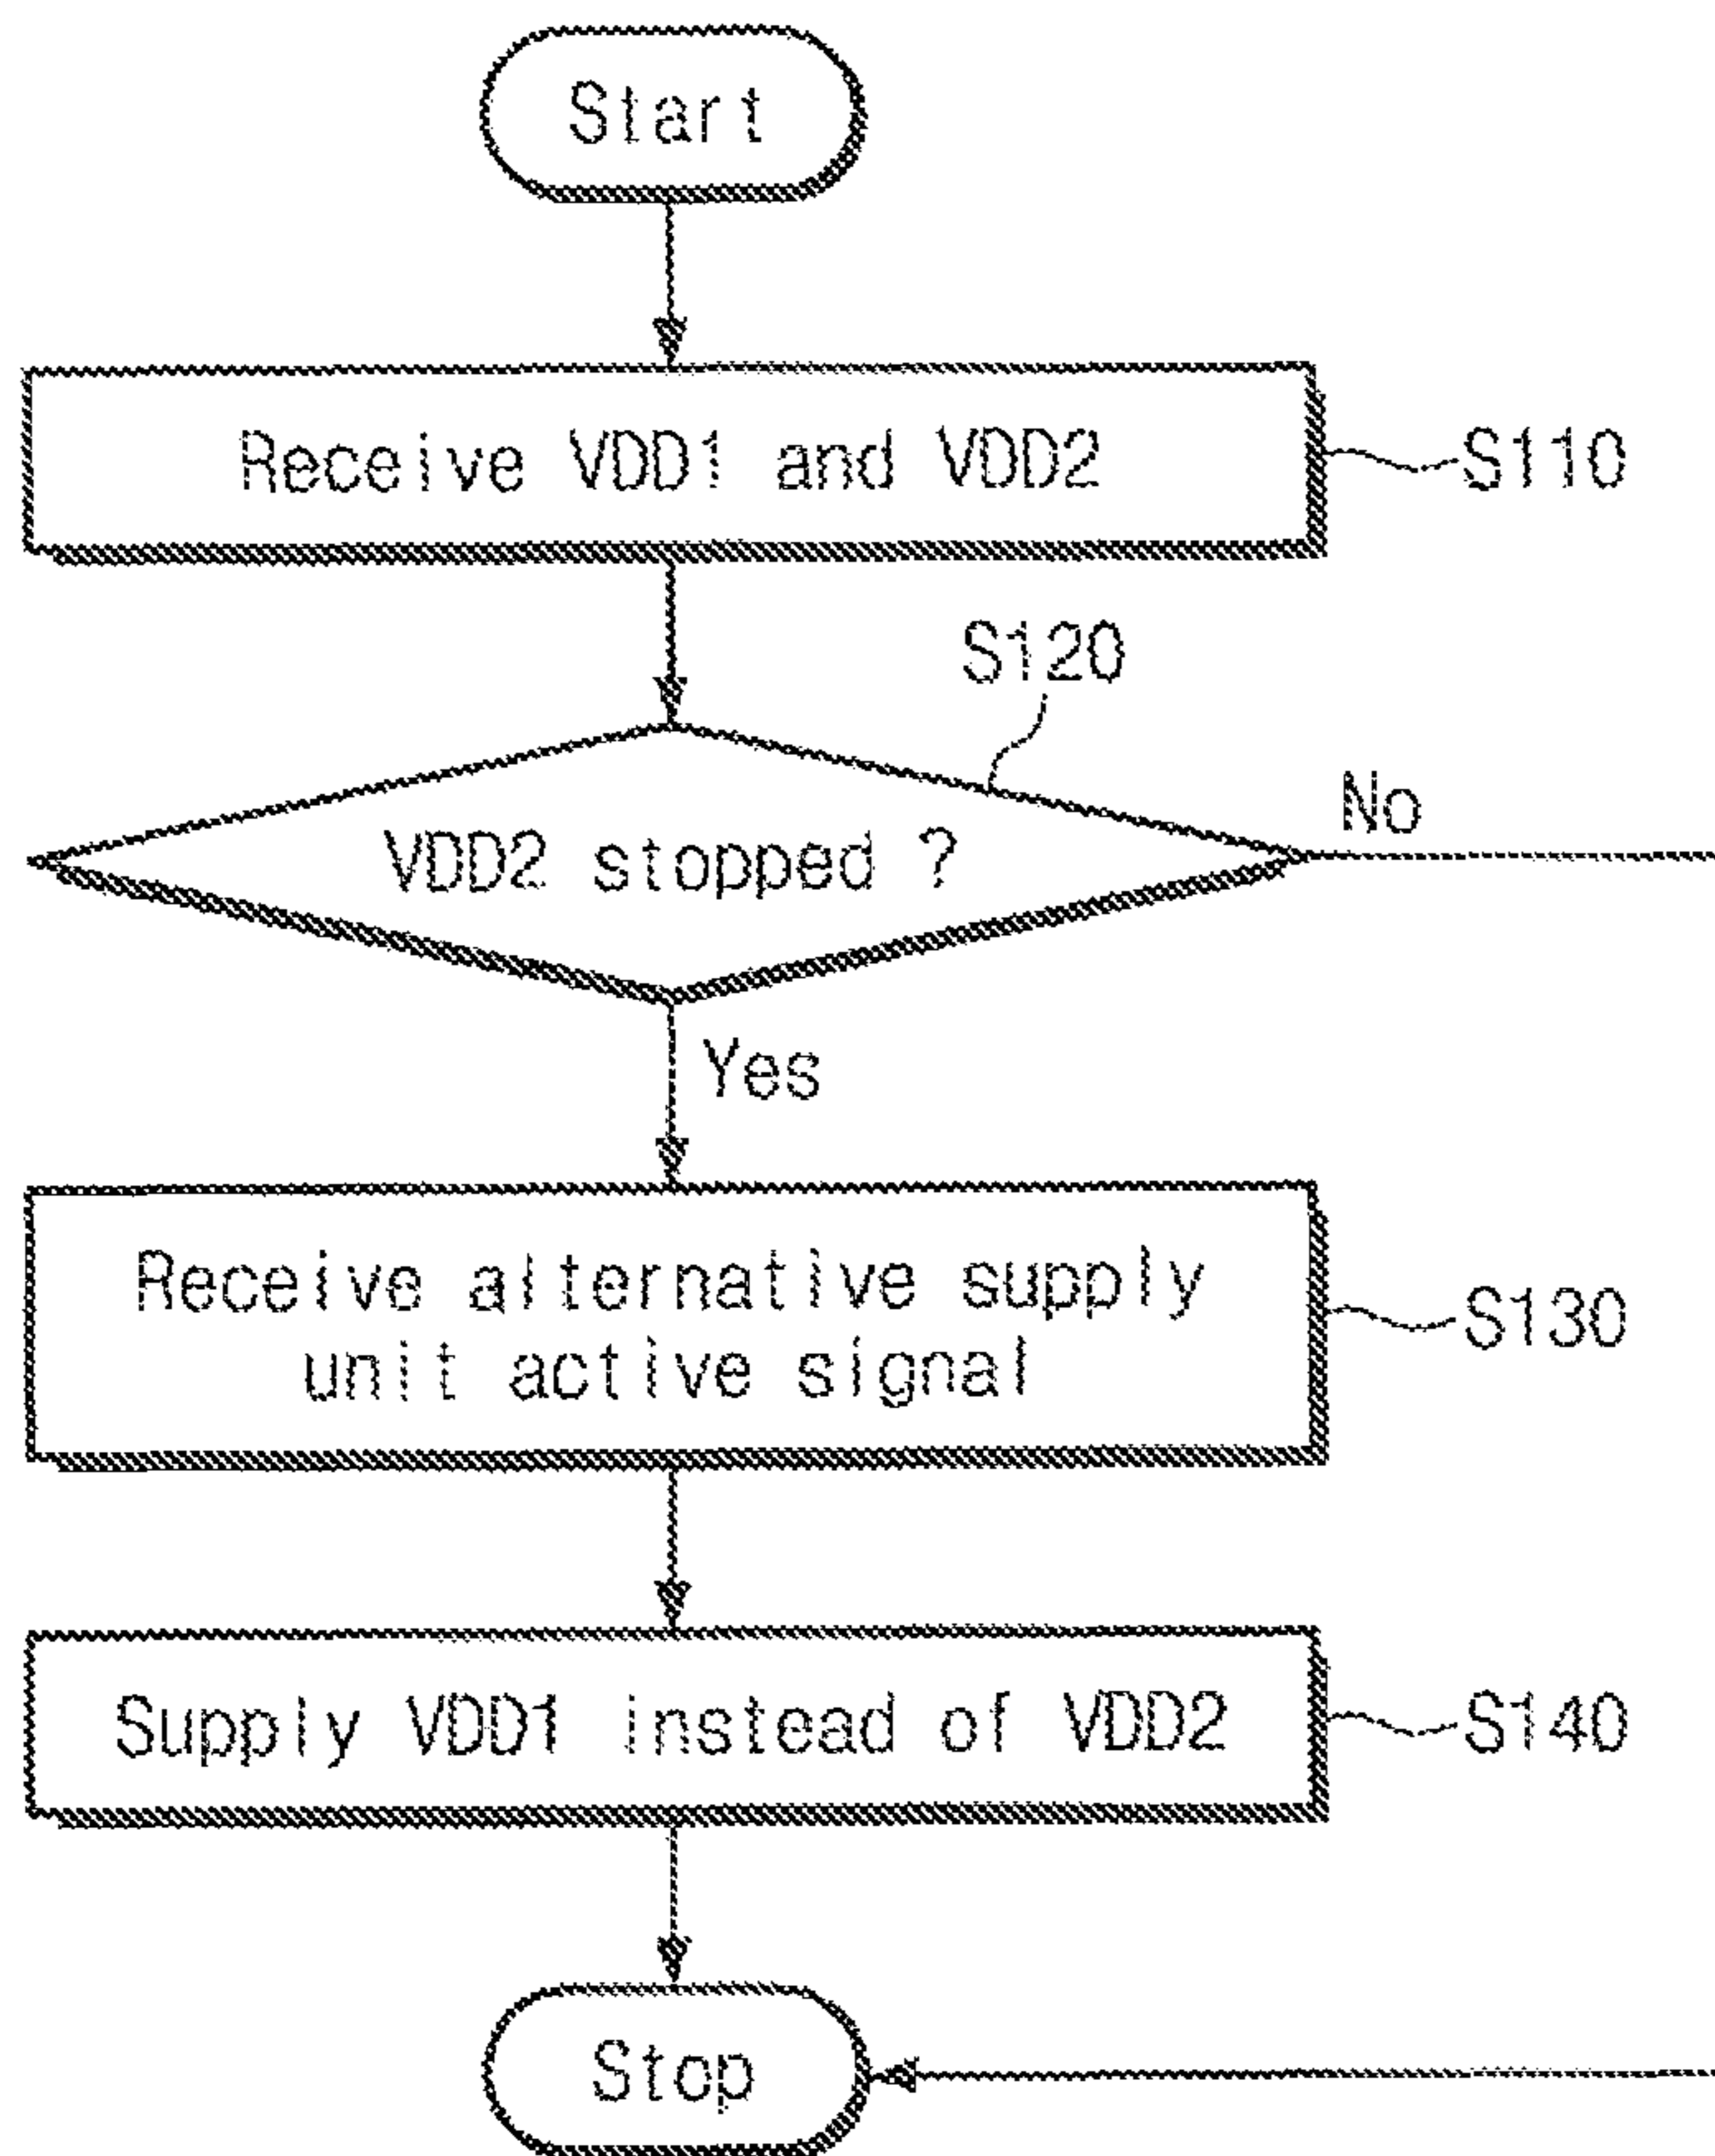 Start
Receive VDD1 and VDD2
S110
S120
VDD2 stopped ?
No
Yes
Receive alternative supply
unit active signal
S130
Supply VDD1 instead of VDD2
S140
Stop